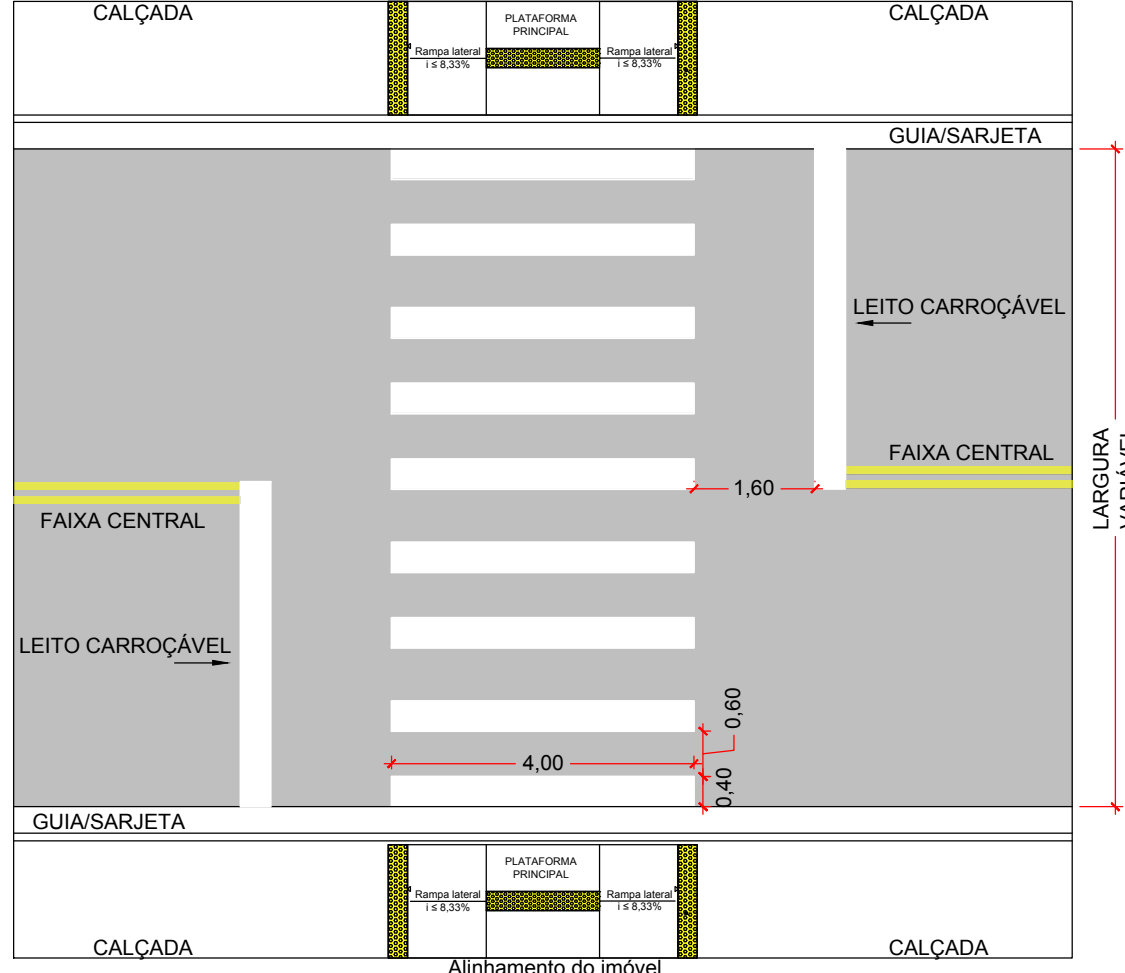 CALÇADA
PLATAFORMA
PRINCIPAL
CALÇADA
Rampa lateral
i ≤ 8,33%
Rampa lateral
i ≤ 8,33%
GUIA/SARJETA
LEITO CARROÇÁVEL
FAIXA CENTRAL
1,60
LARGURA
VARIÁVEL
FAIXA CENTRAL
LEITO CARROÇÁVEL
0,60
4,00
0,40
GUIA/SARJETA
PLATAFORMA
PRINCIPAL
Rampa lateral
i ≤ 8,33%
Rampa lateral
i ≤ 8,33%
CALÇADA
CALÇADA
Alinhamento do imóvel